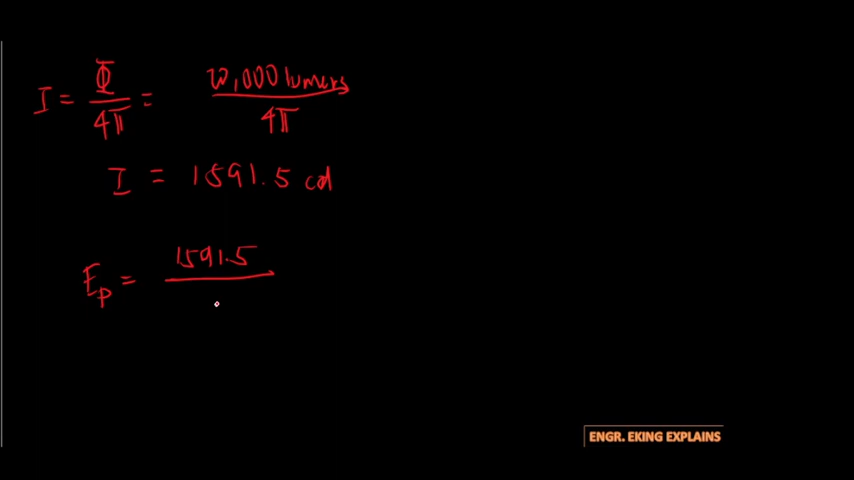 I = Φ/4π = 20,000 lumens/4π
I = 1591.5 cd
Ep = 1591.5/
ENGR. EKING EXPLAINS